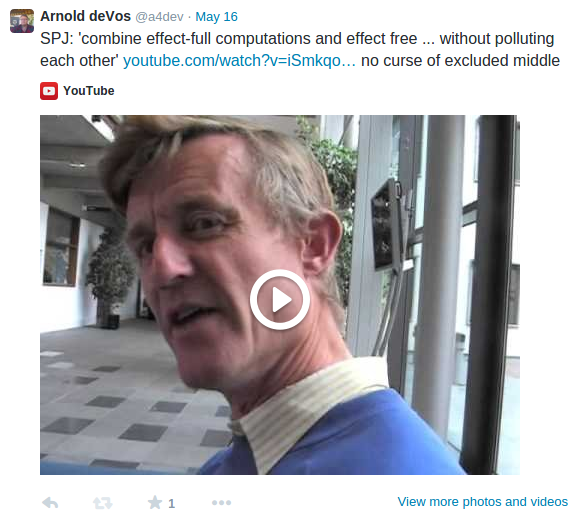 Arnold deVos @a4dev · May 16
SPJ: 'combine effect-full computations and effect free ... without polluting
each other' youtube.com/watch?v=iSmkqo… no curse of excluded middle
YouTube
1
View more photos and videos